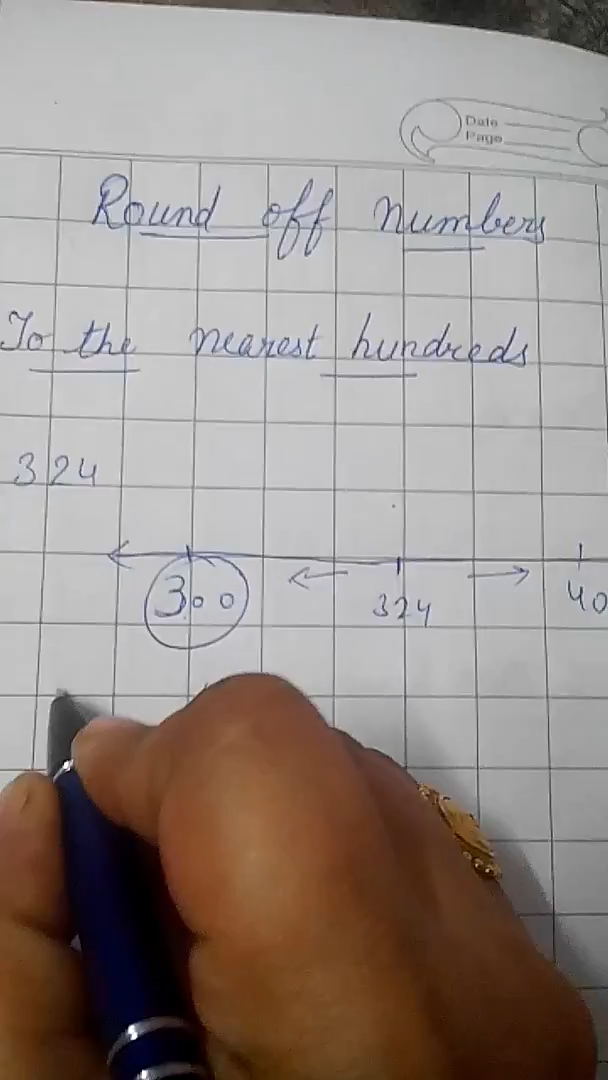 Date
Page
Round off numbers
To the nearest hundreds
324
300 324 40